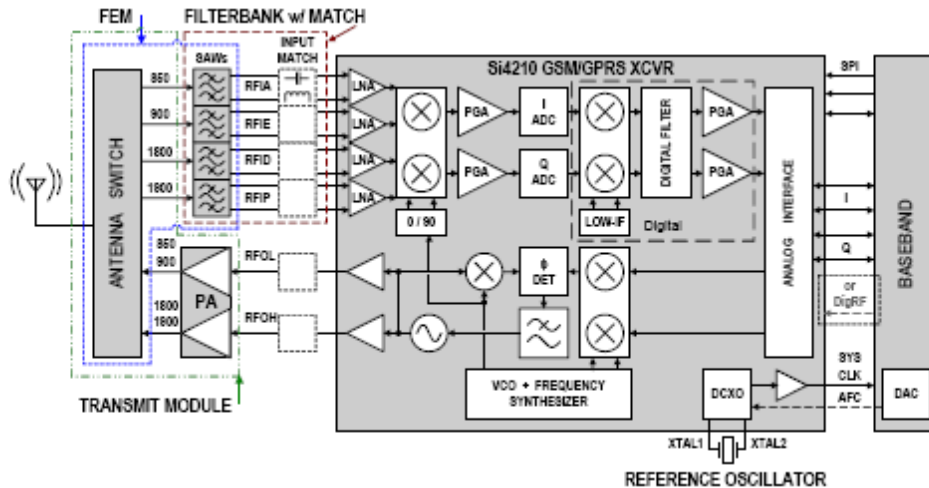 FEM
FILTERBANK w/ MATCH
SAWs
INPUT
MATCH
Si4210 GSM/GPRS XCVR
850
RFIA
LNA
900
RFIE
LNA
1800
RFID
LNA
1800
RFIP
LNA
ANTENNA SWITCH
PGA
I
ADC
PGA
Q
ADC
DIGITAL FILTER
PGA
PGA
0 / 90
LOW-IF
Digital
ANALOG INTERFACE
SPI
I
Q
or
DigRF
BASEBAND
850
900
RFOL
1800
1800
RFOH
PA
ϕ
DET
VCO + FREQUENCY
SYNTHESIZER
DCXO
SYS
CLK
AFC
DAC
XTAL1
XTAL2
TRANSMIT MODULE
REFERENCE OSCILLATOR